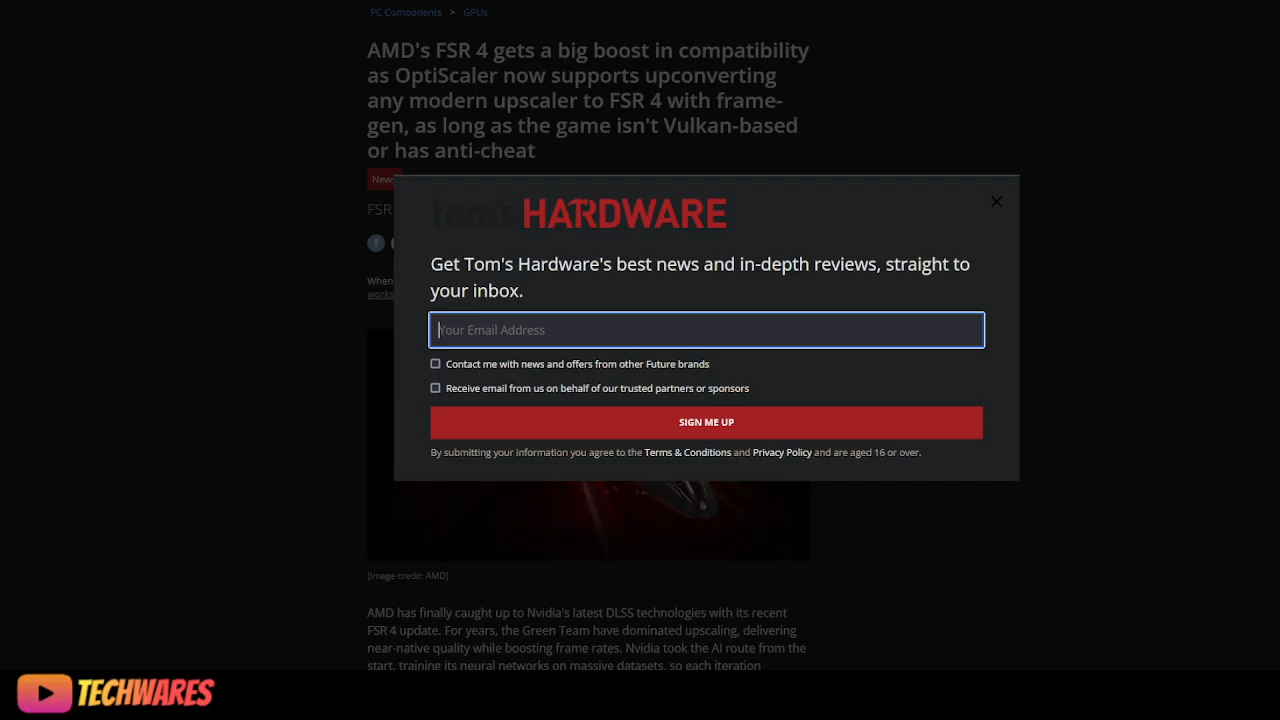 PC Components > GPUs
AMD's FSR 4 gets a big boost in compatibility
as OptiScaler now supports upconverting
any modern upscaler to FSR 4 with frame-
gen, as long as the game isn't Vulkan-based
or has anti-cheat
News
FSR
When
works
tom's HARDWARE
Get Tom's Hardware's best news and in-depth reviews, straight to
your inbox.
Your Email Address
Contact me with news and offers from other Future brands
Receive email from us on behalf of our trusted partners or sponsors
SIGN ME UP
By submitting your information you agree to the Terms & Conditions and Privacy Policy and are aged 16 or over.
(Image credit: AMD)
AMD has finally caught up to Nvidia's latest DLSS technologies with its recent
FSR 4 update. For years, the Green Team have dominated upscaling, delivering
near-native quality while boosting frame rates. Nvidia took the AI route from the
start, training its neural networks on massive datasets, so each iteration
TECHWARES